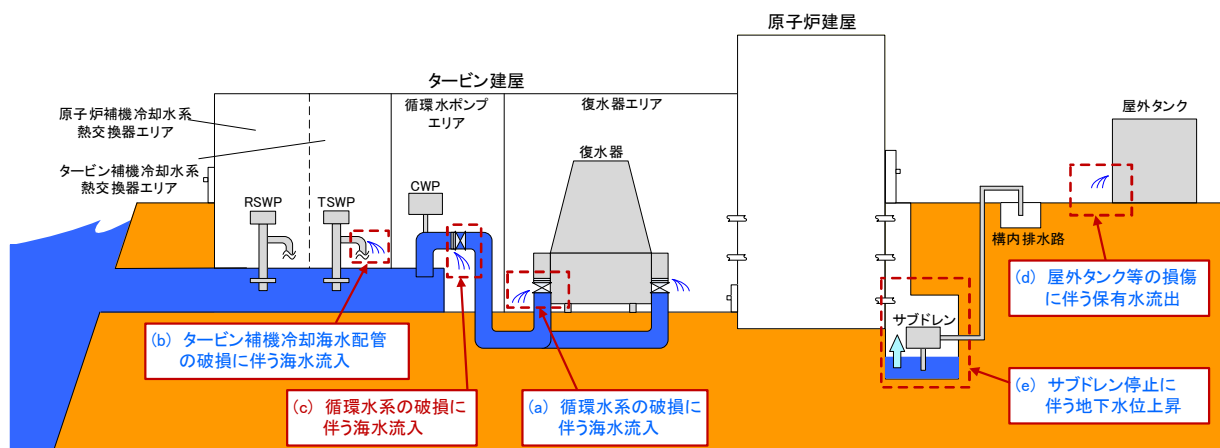 原子炉建屋
タービン建屋
原子炉補機冷却水系
熱交換器エリア
タービン補機冷却水系
熱交換器エリア
循環水ポンプ
エリア
復水器エリア
屋外タンク
復水器
RSWP
TSWP
CWP
構内排水路
サブドレン
(d) 屋外タンク等の損傷
に伴う保有水流出
(b) タービン補機冷却海水配管
の破損に伴う海水流入
(c) 循環水系の破損に
伴う海水流入
(a) 循環水系の破損に
伴う海水流入
(e) サブドレン停止に
伴う地下水位上昇